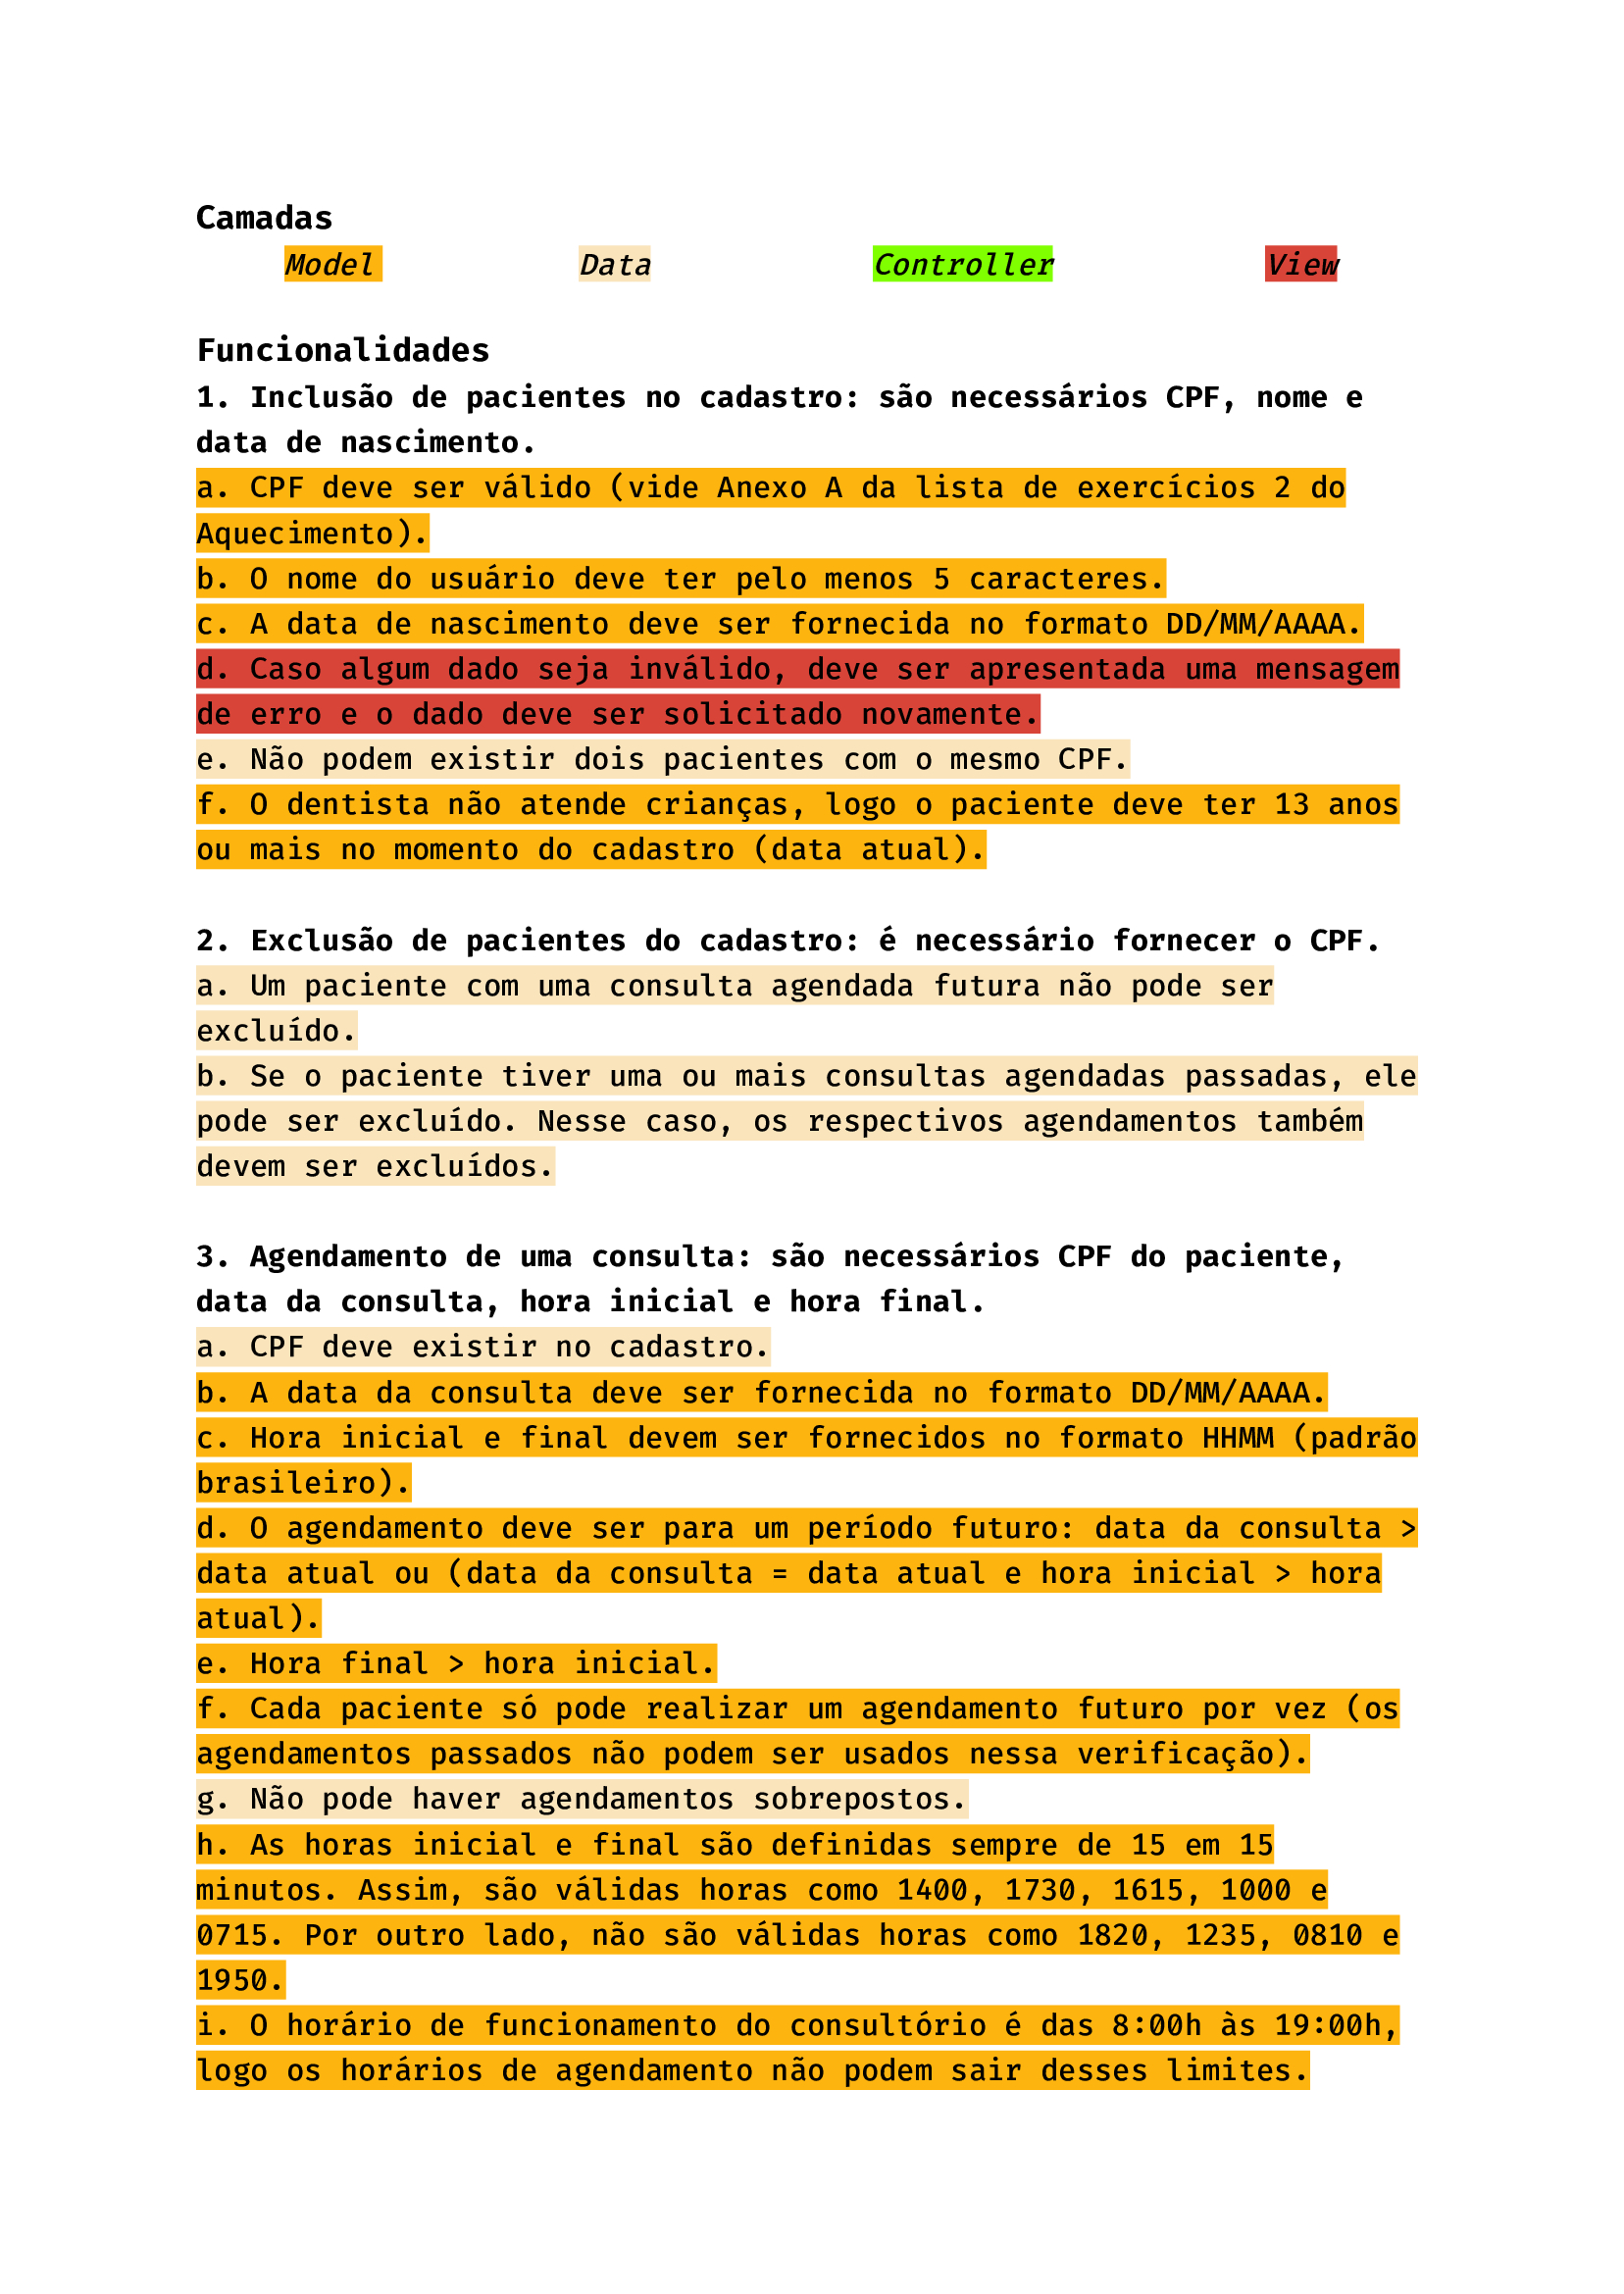 Camadas
Model Data Controller View
Funcionalidades
1. Inclusão de pacientes no cadastro: são necessários CPF, nome e
data de nascimento.
a. CPF deve ser válido (vide Anexo A da lista de exercícios 2 do
Aquecimento).
b. O nome do usuário deve ter pelo menos 5 caracteres.
c. A data de nascimento deve ser fornecida no formato DD/MM/AAAA.
d. Caso algum dado seja inválido, deve ser apresentada uma mensagem
de erro e o dado deve ser solicitado novamente.
e. Não podem existir dois pacientes com o mesmo CPF.
f. O dentista não atende crianças, logo o paciente deve ter 13 anos
ou mais no momento do cadastro (data atual).
2. Exclusão de pacientes do cadastro: é necessário fornecer o CPF.
a. Um paciente com uma consulta agendada futura não pode ser
excluído.
b. Se o paciente tiver uma ou mais consultas agendadas passadas, ele
pode ser excluído. Nesse caso, os respectivos agendamentos também
devem ser excluídos.
3. Agendamento de uma consulta: são necessários CPF do paciente,
data da consulta, hora inicial e hora final.
a. CPF deve existir no cadastro.
b. A data da consulta deve ser fornecida no formato DD/MM/AAAA.
c. Hora inicial e final devem ser fornecidos no formato HHMM (padrão
brasileiro).
d. O agendamento deve ser para um período futuro: data da consulta >
data atual ou (data da consulta = data atual e hora inicial > hora
atual).
e. Hora final > hora inicial.
f. Cada paciente só pode realizar um agendamento futuro por vez (os
agendamentos passados não podem ser usados nessa verificação).
g. Não pode haver agendamentos sobrepostos.
h. As horas inicial e final são definidas sempre de 15 em 15
minutos. Assim, são válidas horas como 1400, 1730, 1615, 1000 e
0715. Por outro lado, não são válidas horas como 1820, 1235, 0810 e
1950.
i. O horário de funcionamento do consultório é das 8:00h às 19:00h,
logo os horários de agendamento não podem sair desses limites.